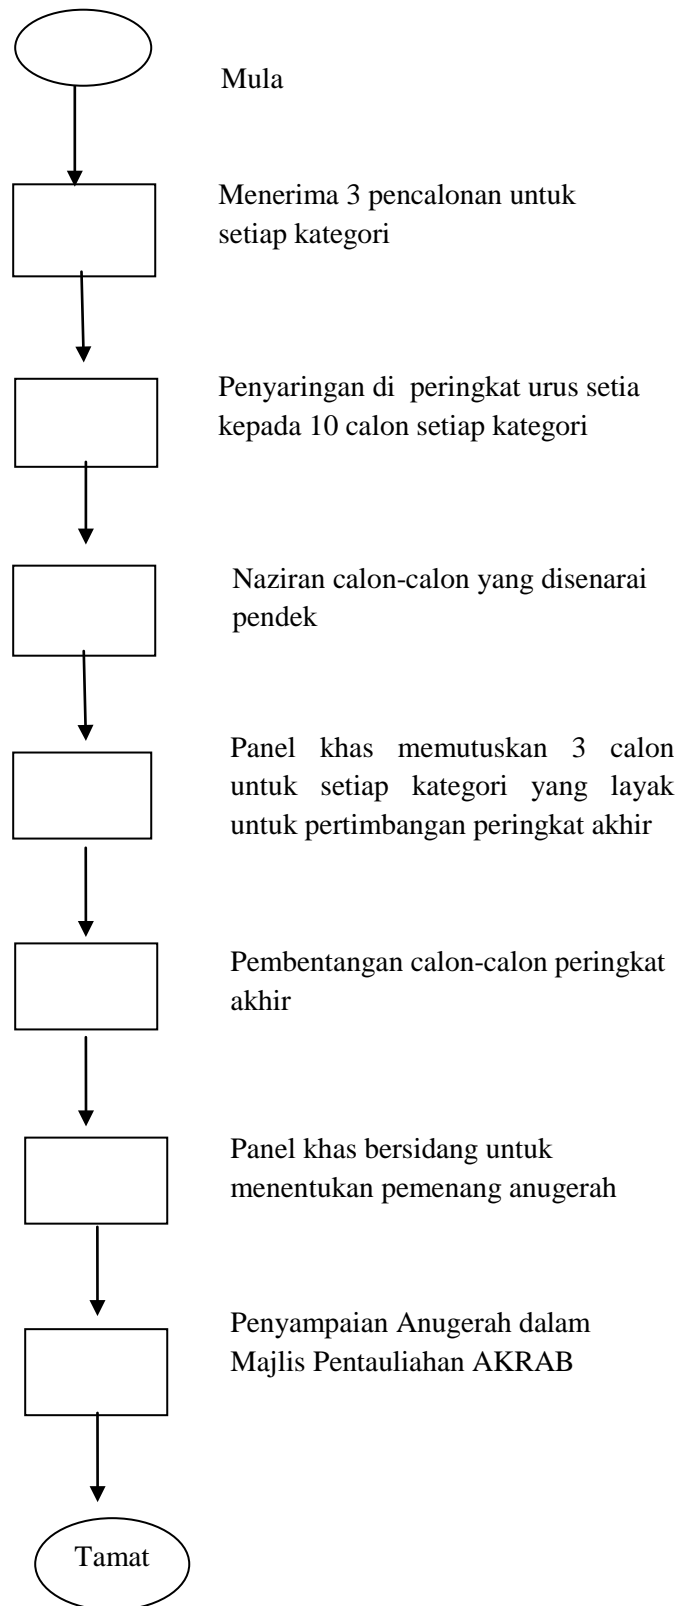 Mula
Menerima 3 pencalonan untuk
setiap kategori
Penyaringan di peringkat urus setia
kepada 10 calon setiap kategori
Naziran calon-calon yang disenarai
pendek
Panel khas memutuskan 3 calon
untuk setiap kategori yang layak
untuk pertimbangan peringkat akhir
Pembentangan calon-calon peringkat
akhir
Panel khas bersidang untuk
menentukan pemenang anugerah
Penyampaian Anugerah dalam
Majlis Pentauliahan AKRAB
Tamat